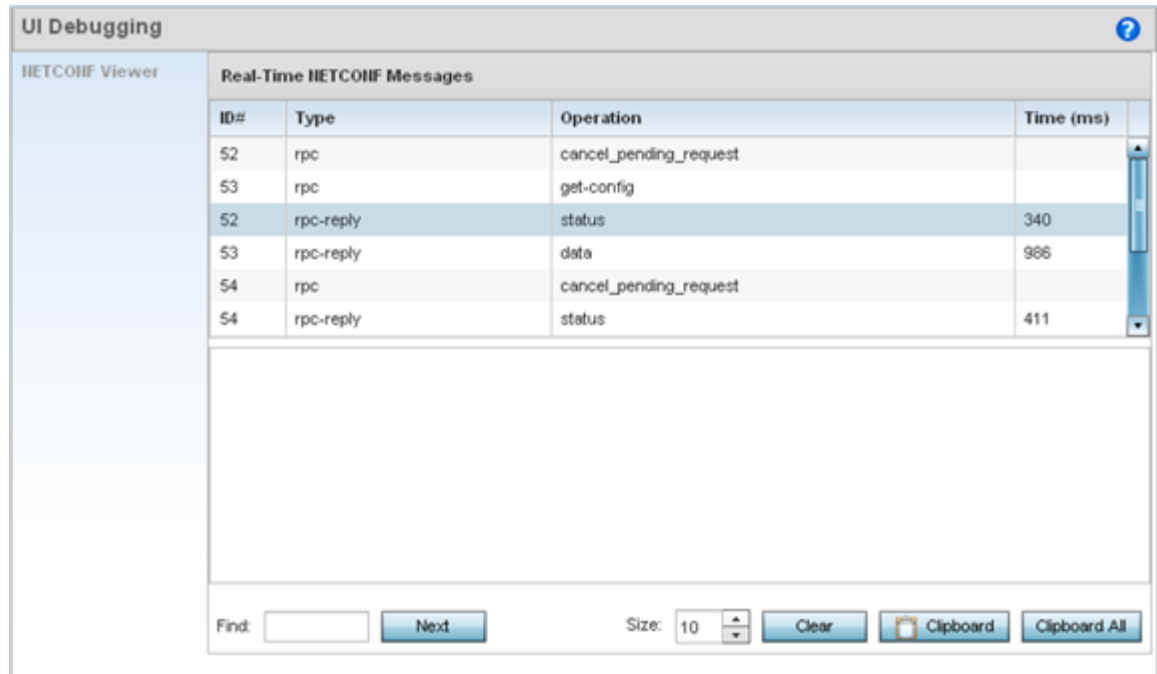 UI Debugging ?
NETCONF Viewer
Real-Time NETCONF Messages
ID# Type Operation Time (ms)
52 rpc cancel_pending_request
53 rpc get-config
52 rpc-reply status 340
53 rpc-reply data 986
54 rpc cancel_pending_request
54 rpc-reply status 411
Find: Next Size: 10 Clear Clipboard Clipboard All